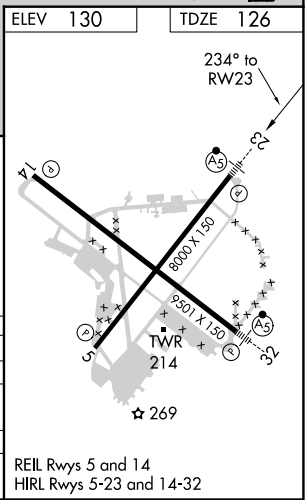 ELEV 130
TDZE 126
234° to
RW23
23
A5
14
P
P
8000 X 150
9501 X 150
P
A5
5
TWR
214
P
32
269
REIL Rwys 5 and 14
HIRL Rwys 5-23 and 14-32